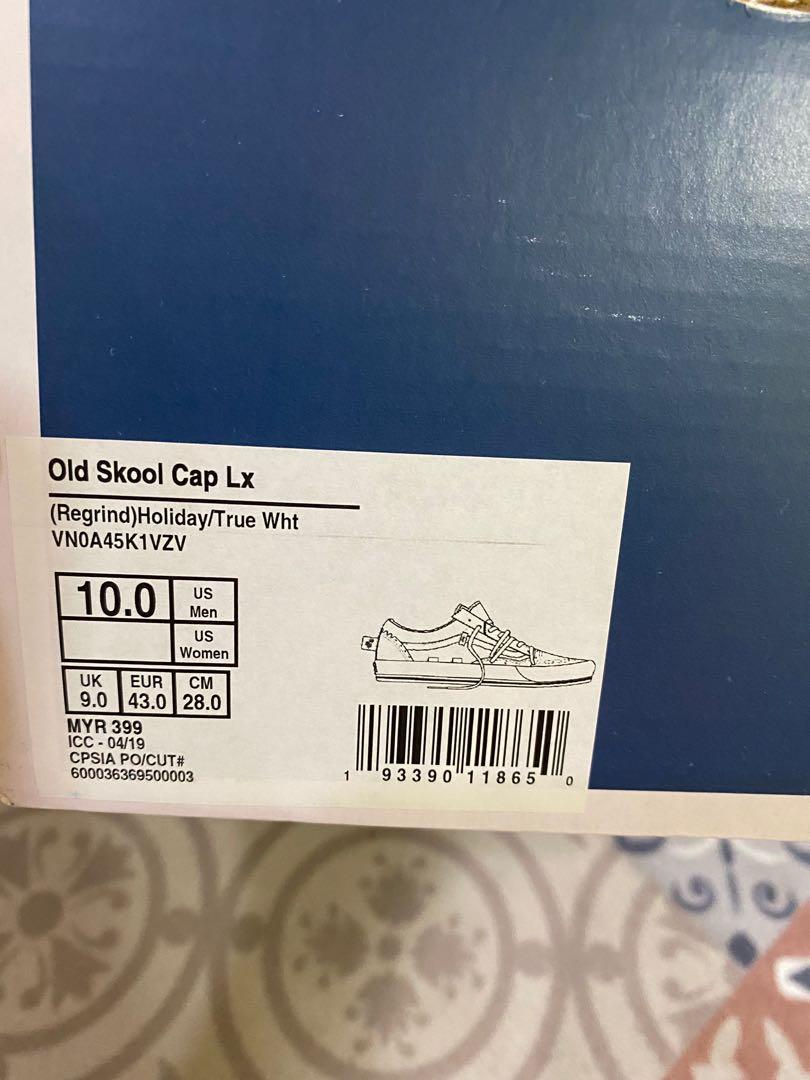 Old Skool Cap Lx
(Regrind)Holiday/True Wht
VN0A45K1VZV
10.0 US Men
US Women
UK 9.0 EUR 43.0 CM 28.0
MYR 399
ICC - 04/19
CPSIA PO/CUT#
600036369500003
1 93390 11865 0